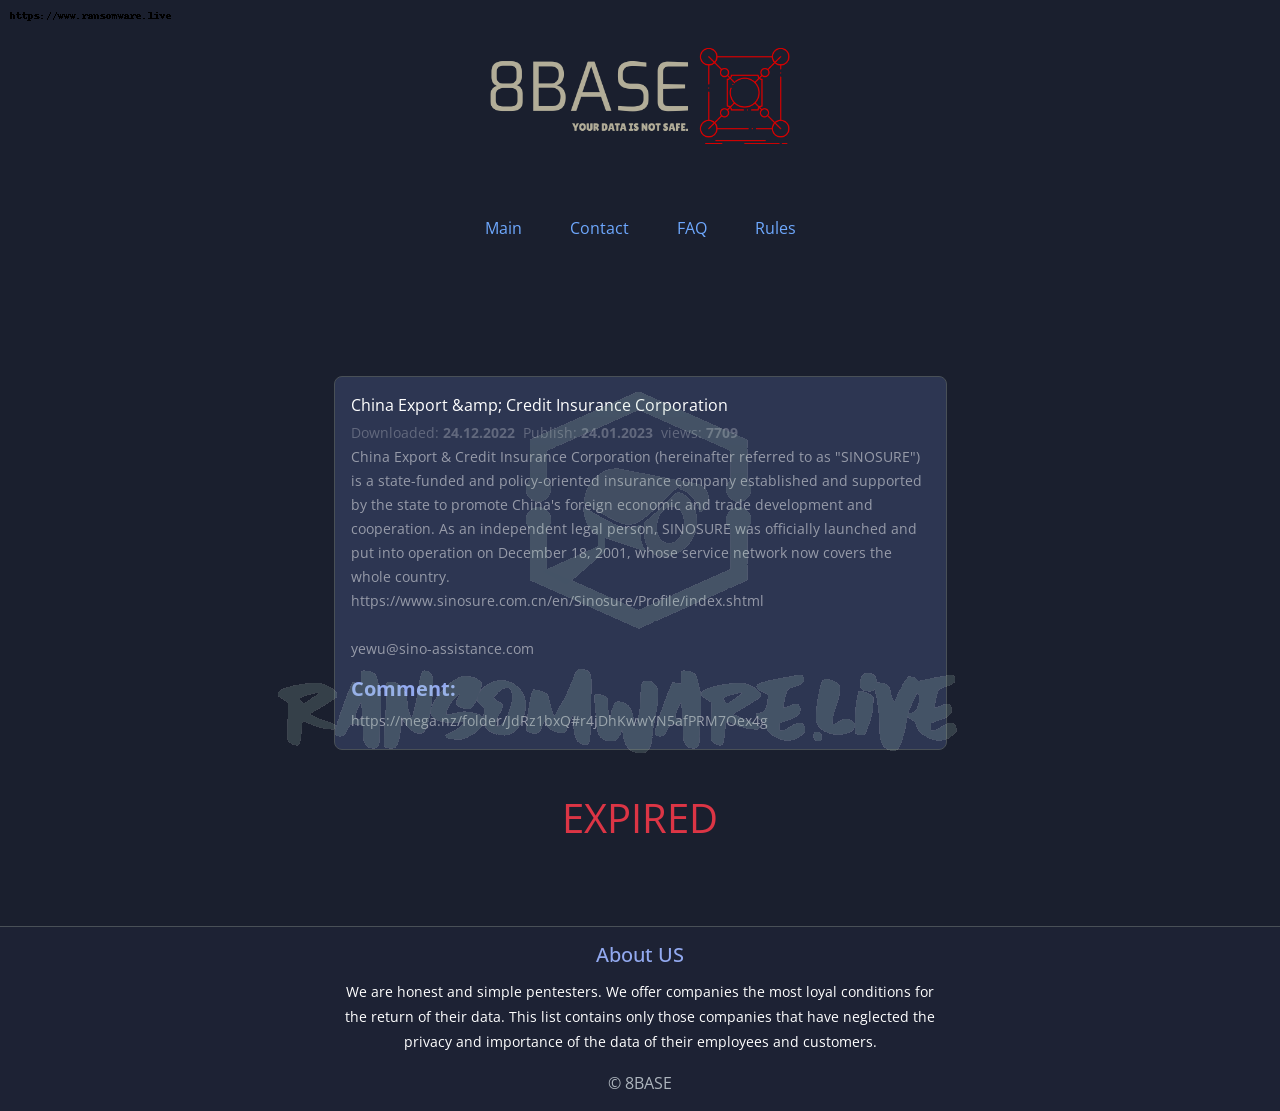 https://www.ransomware.live
8BASE
YOUR DATA IS NOT SAFE.
Main Contact FAQ Rules
China Export &amp; Credit Insurance Corporation
Downloaded: 24.12.2022 Publish: 24.01.2023 views: 7709
China Export & Credit Insurance Corporation (hereinafter referred to as "SINOSURE")
is a state-funded and policy-oriented insurance company established and supported
by the state to promote China's foreign economic and trade development and
cooperation. As an independent legal person, SINOSURE was officially launched and
put into operation on December 18, 2001, whose service network now covers the
whole country.
https://www.sinosure.com.cn/en/Sinosure/Profile/index.shtml
yewu@sino-assistance.com
Comment:
https://mega.nz/folder/JdRz1bxQ#r4jDhKwwYN5afPRM7Oex4g
RANSOMWARE.LIVE
EXPIRED
About US
We are honest and simple pentesters. We offer companies the most loyal conditions for
the return of their data. This list contains only those companies that have neglected the
privacy and importance of the data of their employees and customers.
© 8BASE